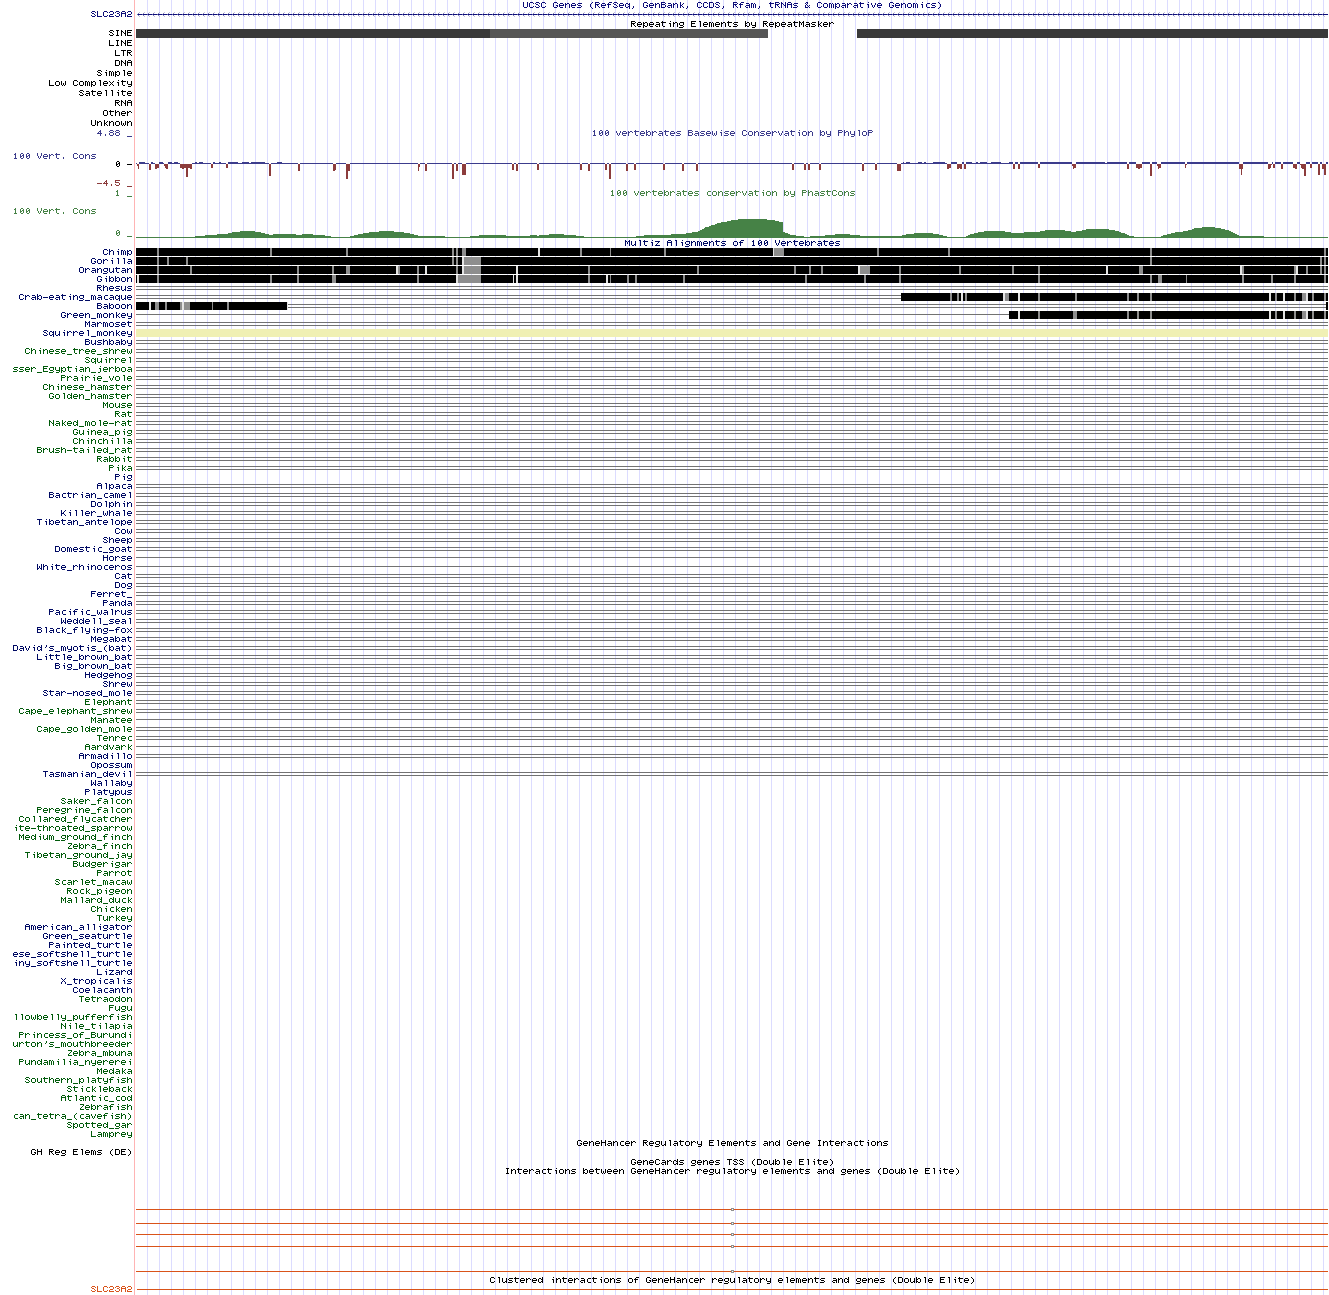 UCSC Genes (RefSeq, GenBank, CCDS, Rfam, tRNAs & Comparative Genomics)
SLC23A2
Repeating Elements by RepeatMasker
SINE
LINE
LTR
DNA
Simple
Low Complexity
Satellite
RNA
Other
Unknown
4.88 _
100 vertebrates Basewise Conservation by PhyloP
100 Vert. Cons
0 _
-4.5 _
100 vertebrates conservation by PhastCons
1 _
100 Vert. Cons
0 _
Multiz Alignments of 100 Vertebrates
Chimp
Gorilla
Orangutan
Gibbon
Rhesus
Crab-eating_macaque
Baboon
Green_monkey
Marmoset
Squirrel_monkey
Bushbaby
Chinese_tree_shrew
Squirrel
sser_Egyptian_jerboa
Prairie_vole
Chinese_hamster
Golden_hamster
Mouse
Rat
Naked_mole-rat
Guinea_pig
Chinchilla
Brush-tailed_rat
Rabbit
Pika
Pig
Alpaca
Bactrian_camel
Dolphin
Killer_whale
Tibetan_antelope
Cow
Sheep
Domestic_goat
Horse
White_rhinoceros
Cat
Dog
Ferret_
Panda
Pacific_walrus
Weddell_seal
Black_flying-fox
Megabat
David's_myotis_(bat)
Little_brown_bat
Big_brown_bat
Hedgehog
Shrew
Star-nosed_mole
Elephant
Cape_elephant_shrew
Manatee
Cape_golden_mole
Tenrec
Aardvark
Armadillo
Opossum
Tasmanian_devil
Wallaby
Platypus
Saker_falcon
Peregrine_falcon
Collared_flycatcher
ite-throated_sparrow
Medium_ground_finch
Zebra_finch
Tibetan_ground_jay
Budgerigar
Parrot
Scarlet_macaw
Rock_pigeon
Mallard_duck
Chicken
Turkey
American_alligator
Green_seaturtle
Painted_turtle
ese_softshell_turtle
iny_softshell_turtle
Lizard
X_tropicalis
Coelacanth
Tetraodon
Fugu
llowbelly_pufferfish
Nile_tilapia
Princess_of_Burundi
urton's_mouthbreeder
Zebra_mbuna
Pundamilia_nyererei
Medaka
Southern_platyfish
Stickleback
Atlantic_cod
Zebrafish
can_tetra_(cavefish)
Spotted_gar
Lamprey
GeneHancer Regulatory Elements and Gene Interactions
GH Reg Elems (DE)
GeneCards genes TSS (Double Elite)
Interactions between GeneHancer regulatory elements and genes (Double Elite)
Clustered interactions of GeneHancer regulatory elements and genes (Double Elite)
SLC23A2